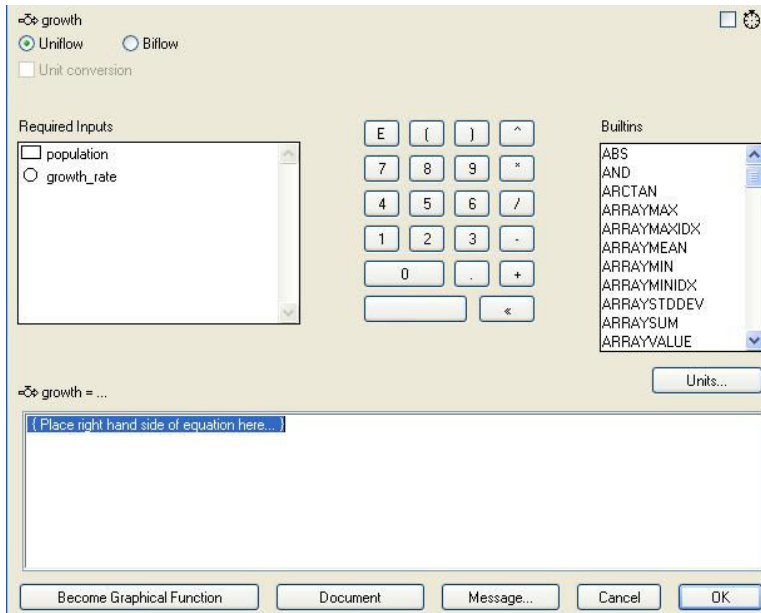 growth
Uniflow
Biflow
Unit conversion
Required Inputs
population
growth_rate
E ( ) ^
7 8 9 *
4 5 6 /
1 2 3 -
0 . +
«
Builtins
ABS
AND
ARCTAN
ARRAYMAX
ARRAYMAXIDX
ARRAYMEAN
ARRAYMIN
ARRAYMINIDX
ARRAYSTDDEV
ARRAYSUM
ARRAYVALUE
Units...
growth = ...
{ Place right hand side of equation here... }
Become Graphical Function
Document
Message...
Cancel
OK